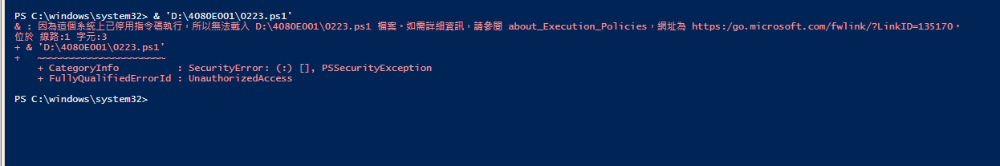 PS C:\windows\system32> & 'D:\4080E001\0223.ps1'
& : 因為這個系統上已停用指令碼執行，所以無法載入 D:\4080E001\0223.ps1 檔案。如需詳細資訊，請參閱 about_Execution_Policies，網址為 https:/go.microsoft.com/fwlink/?LinkID=135170。
位於 線路:1 字元:3
+ & 'D:\4080E001\0223.ps1'
+   ~~~~~~~~~~~~~~~~~~~~~~
    + CategoryInfo          : SecurityError: (:) [], PSSecurityException
    + FullyQualifiedErrorId : UnauthorizedAccess
PS C:\windows\system32>